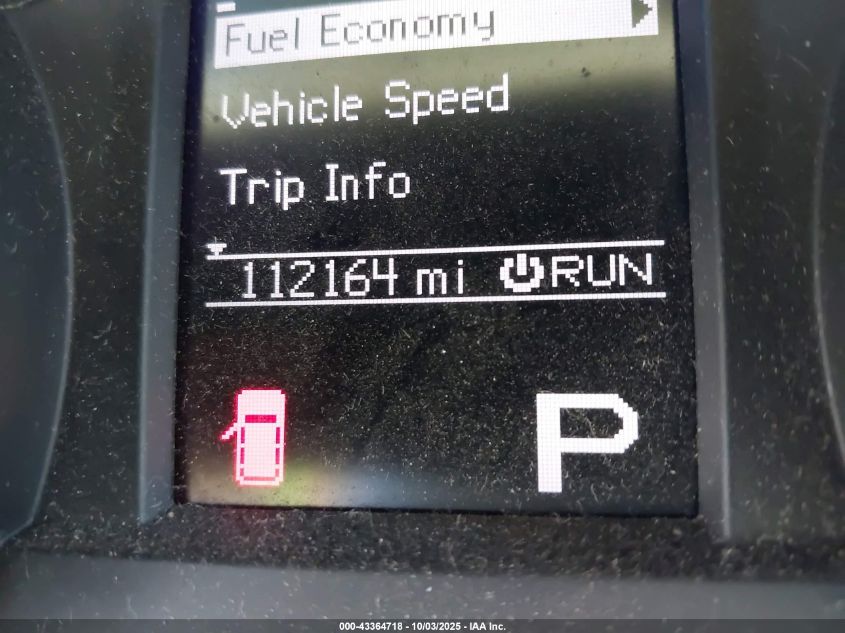 Fuel Economy
Vehicle Speed
Trip Info
112164 mi RUN
P
000-43364718 - 10/03/2025 - IAA Inc.